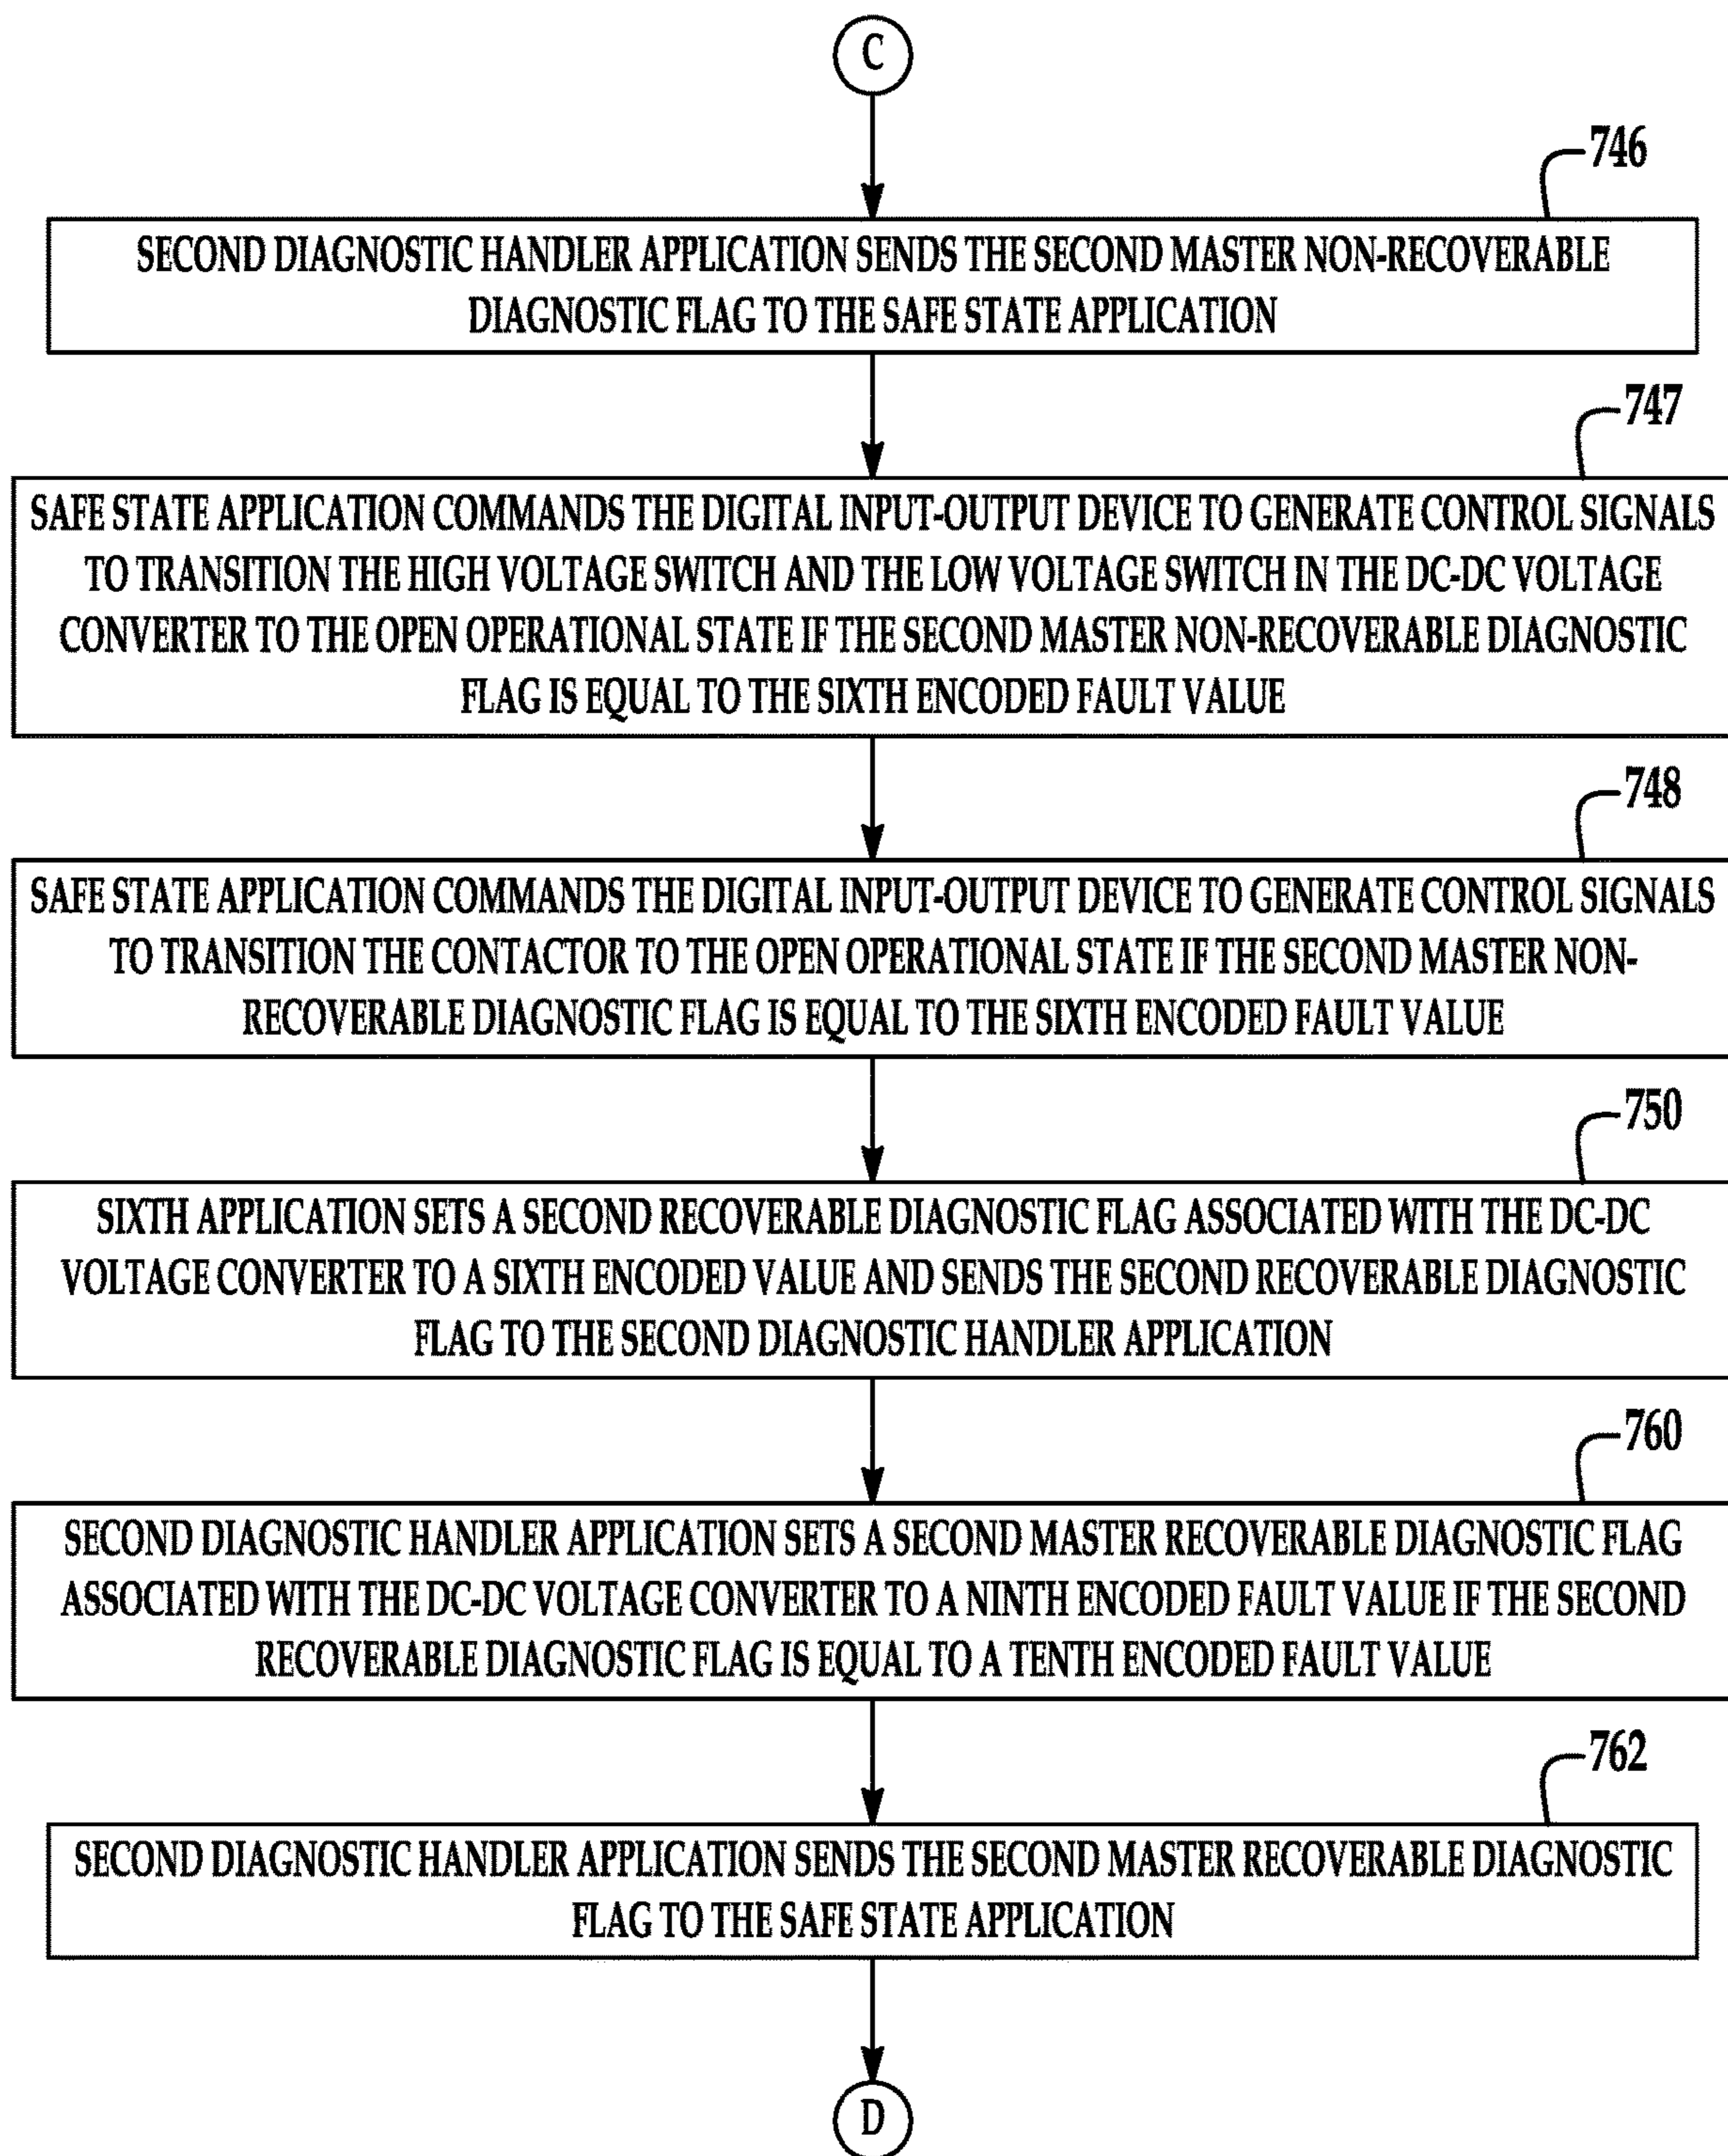 C
746
SECOND DIAGNOSTIC HANDLER APPLICATION SENDS THE SECOND MASTER NON-RECOVERABLE
DIAGNOSTIC FLAG TO THE SAFE STATE APPLICATION
747
SAFE STATE APPLICATION COMMANDS THE DIGITAL INPUT-OUTPUT DEVICE TO GENERATE CONTROL SIGNALS
TO TRANSITION THE HIGH VOLTAGE SWITCH AND THE LOW VOLTAGE SWITCH IN THE DC-DC VOLTAGE
CONVERTER TO THE OPEN OPERATIONAL STATE IF THE SECOND MASTER NON-RECOVERABLE DIAGNOSTIC
FLAG IS EQUAL TO THE SIXTH ENCODED FAULT VALUE
748
SAFE STATE APPLICATION COMMANDS THE DIGITAL INPUT-OUTPUT DEVICE TO GENERATE CONTROL SIGNALS
TO TRANSITION THE CONTACTOR TO THE OPEN OPERATIONAL STATE IF THE SECOND MASTER NON-
RECOVERABLE DIAGNOSTIC FLAG IS EQUAL TO THE SIXTH ENCODED FAULT VALUE
750
SIXTH APPLICATION SETS A SECOND RECOVERABLE DIAGNOSTIC FLAG ASSOCIATED WITH THE DC-DC
VOLTAGE CONVERTER TO A SIXTH ENCODED VALUE AND SENDS THE SECOND RECOVERABLE DIAGNOSTIC
FLAG TO THE SECOND DIAGNOSTIC HANDLER APPLICATION
760
SECOND DIAGNOSTIC HANDLER APPLICATION SETS A SECOND MASTER RECOVERABLE DIAGNOSTIC FLAG
ASSOCIATED WITH THE DC-DC VOLTAGE CONVERTER TO A NINTH ENCODED FAULT VALUE IF THE SECOND
RECOVERABLE DIAGNOSTIC FLAG IS EQUAL TO A TENTH ENCODED FAULT VALUE
762
SECOND DIAGNOSTIC HANDLER APPLICATION SENDS THE SECOND MASTER RECOVERABLE DIAGNOSTIC
FLAG TO THE SAFE STATE APPLICATION
D